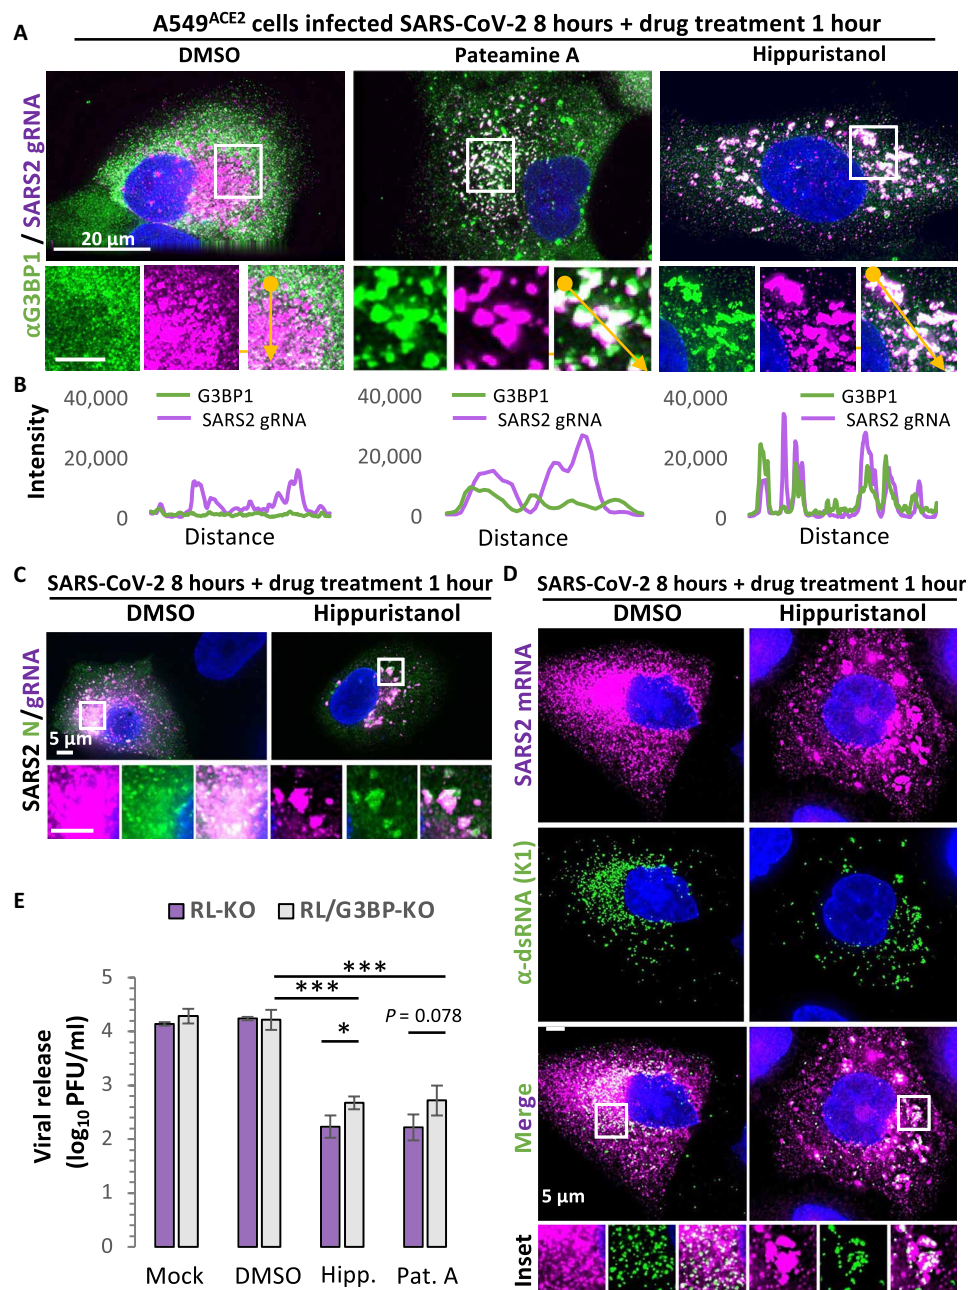 A
A549ACE2 cells infected SARS-CoV-2 8 hours + drug treatment 1 hour
DMSO
Pateamine A
Hippuristanol
αG3BP1 / SARS2 gRNA
20 µm
B
Intensity
40,000
20,000
0
G3BP1
SARS2 gRNA
Distance
40,000
20,000
0
G3BP1
SARS2 gRNA
Distance
40,000
20,000
0
G3BP1
SARS2 gRNA
Distance
C
SARS-CoV-2 8 hours + drug treatment 1 hour
DMSO
Hippuristanol
SARS2 N/gRNA
5 µm
D
SARS-CoV-2 8 hours + drug treatment 1 hour
DMSO
Hippuristanol
SARS2 mRNA
α-dsRNA (K1)
Merge
5 µm
Inset
E
RL-KO
RL/G3BP-KO
Viral release
(log10 PFU/ml)
5
4
3
2
1
0
***
***
*
P = 0.078
Mock
DMSO
Hipp.
Pat. A